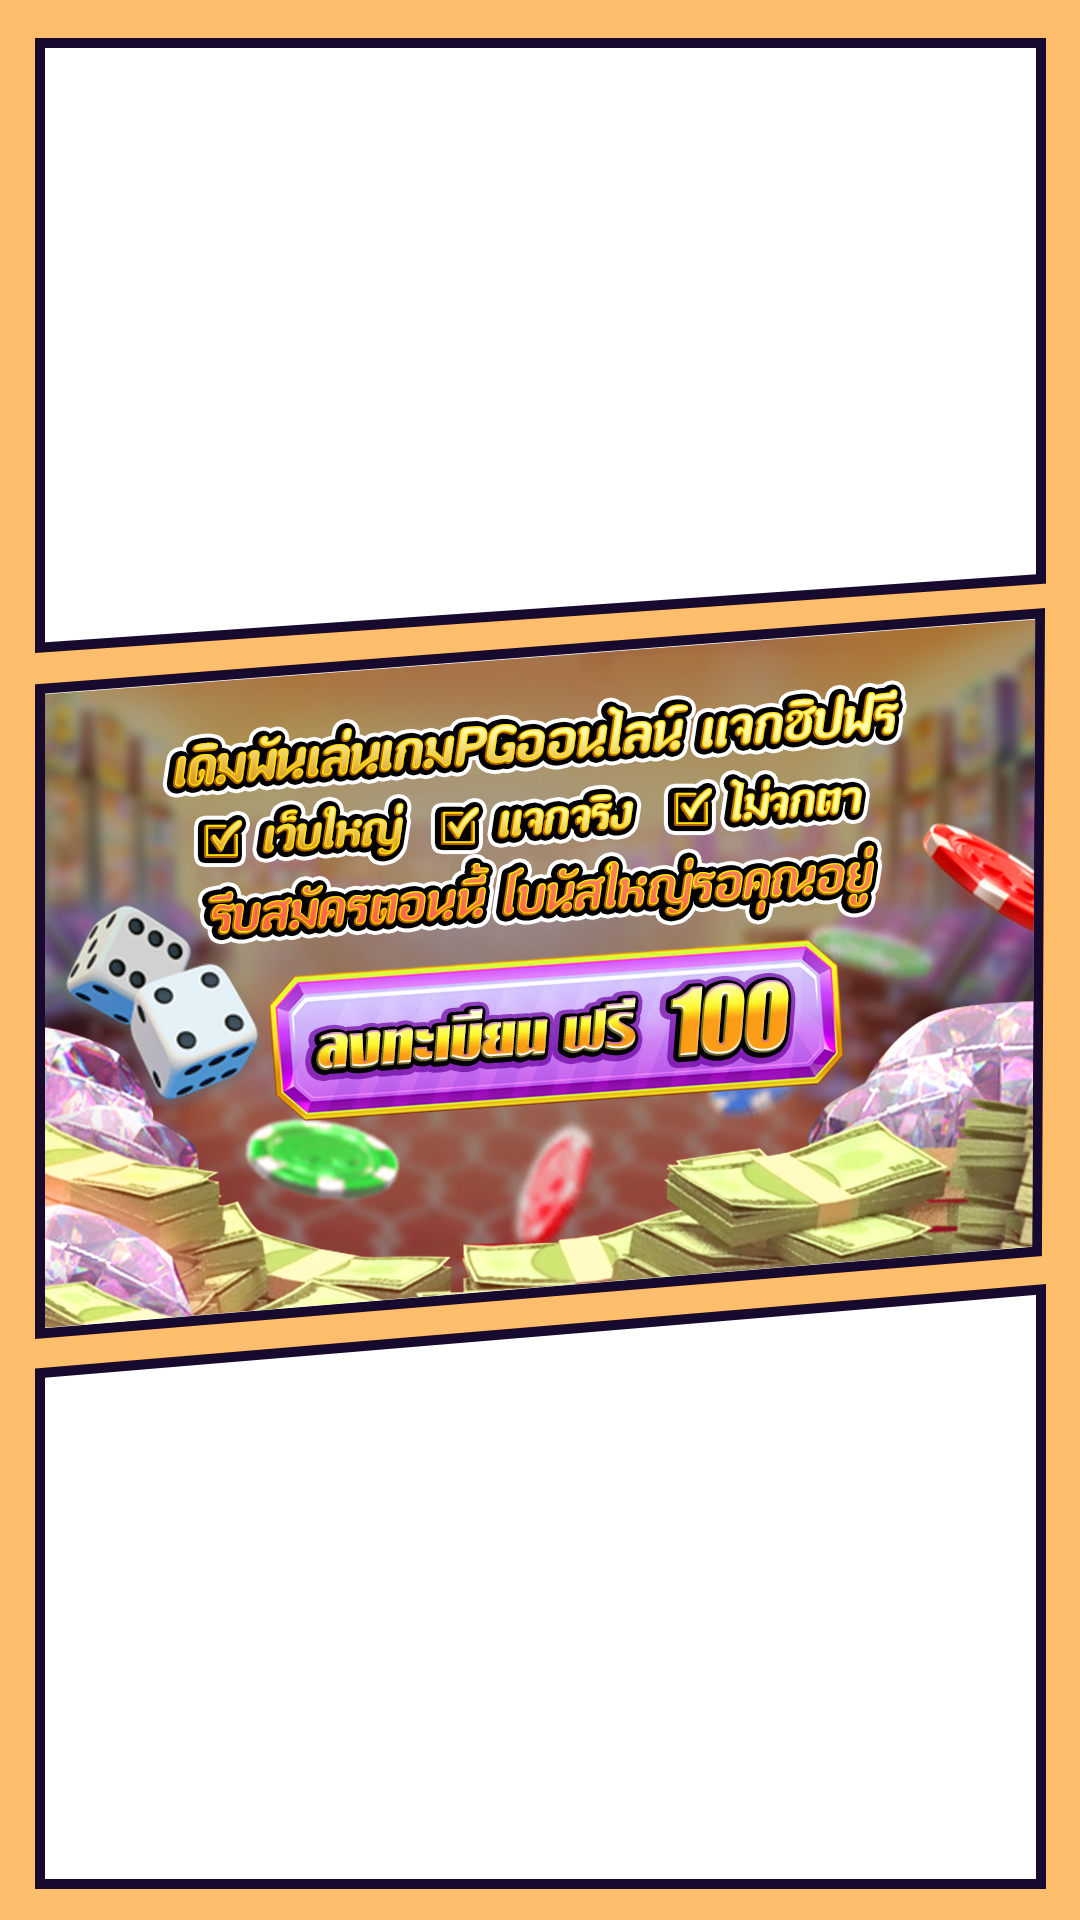 เดิมพันเล่นเกมPGออนไลน์ แจกชิปฟรี
เว็บใหญ่ แจกจริง ไม่จกตา
รีบสมัครตอนนี้ โบนัสใหญ่รอคุณอยู่
ลงทะเบียน ฟรี 100